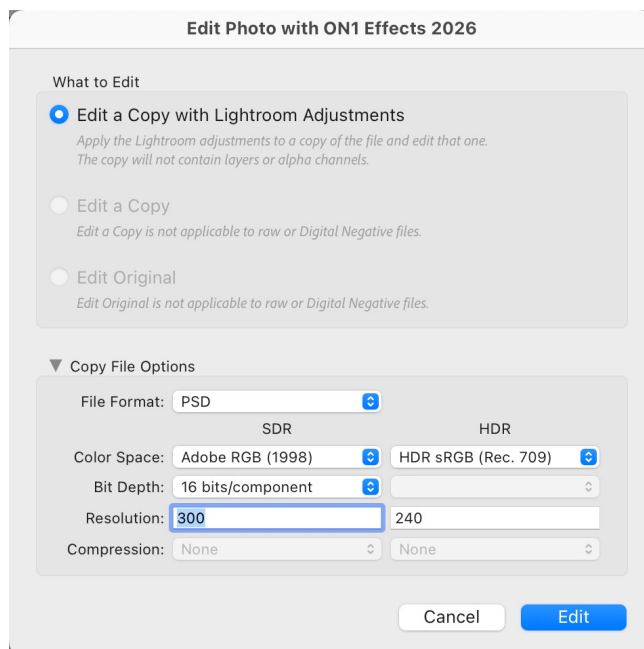 Edit Photo with ON1 Effects 2026
What to Edit
Edit a Copy with Lightroom Adjustments
Apply the Lightroom adjustments to a copy of the file and edit that one.
The copy will not contain layers or alpha channels.
Edit a Copy
Edit a Copy is not applicable to raw or Digital Negative files.
Edit Original
Edit Original is not applicable to raw or Digital Negative files.
Copy File Options
File Format: PSD
SDR HDR
Color Space: Adobe RGB (1998) HDR sRGB (Rec. 709)
Bit Depth: 16 bits/component
Resolution: 300 240
Compression: None None
Cancel Edit